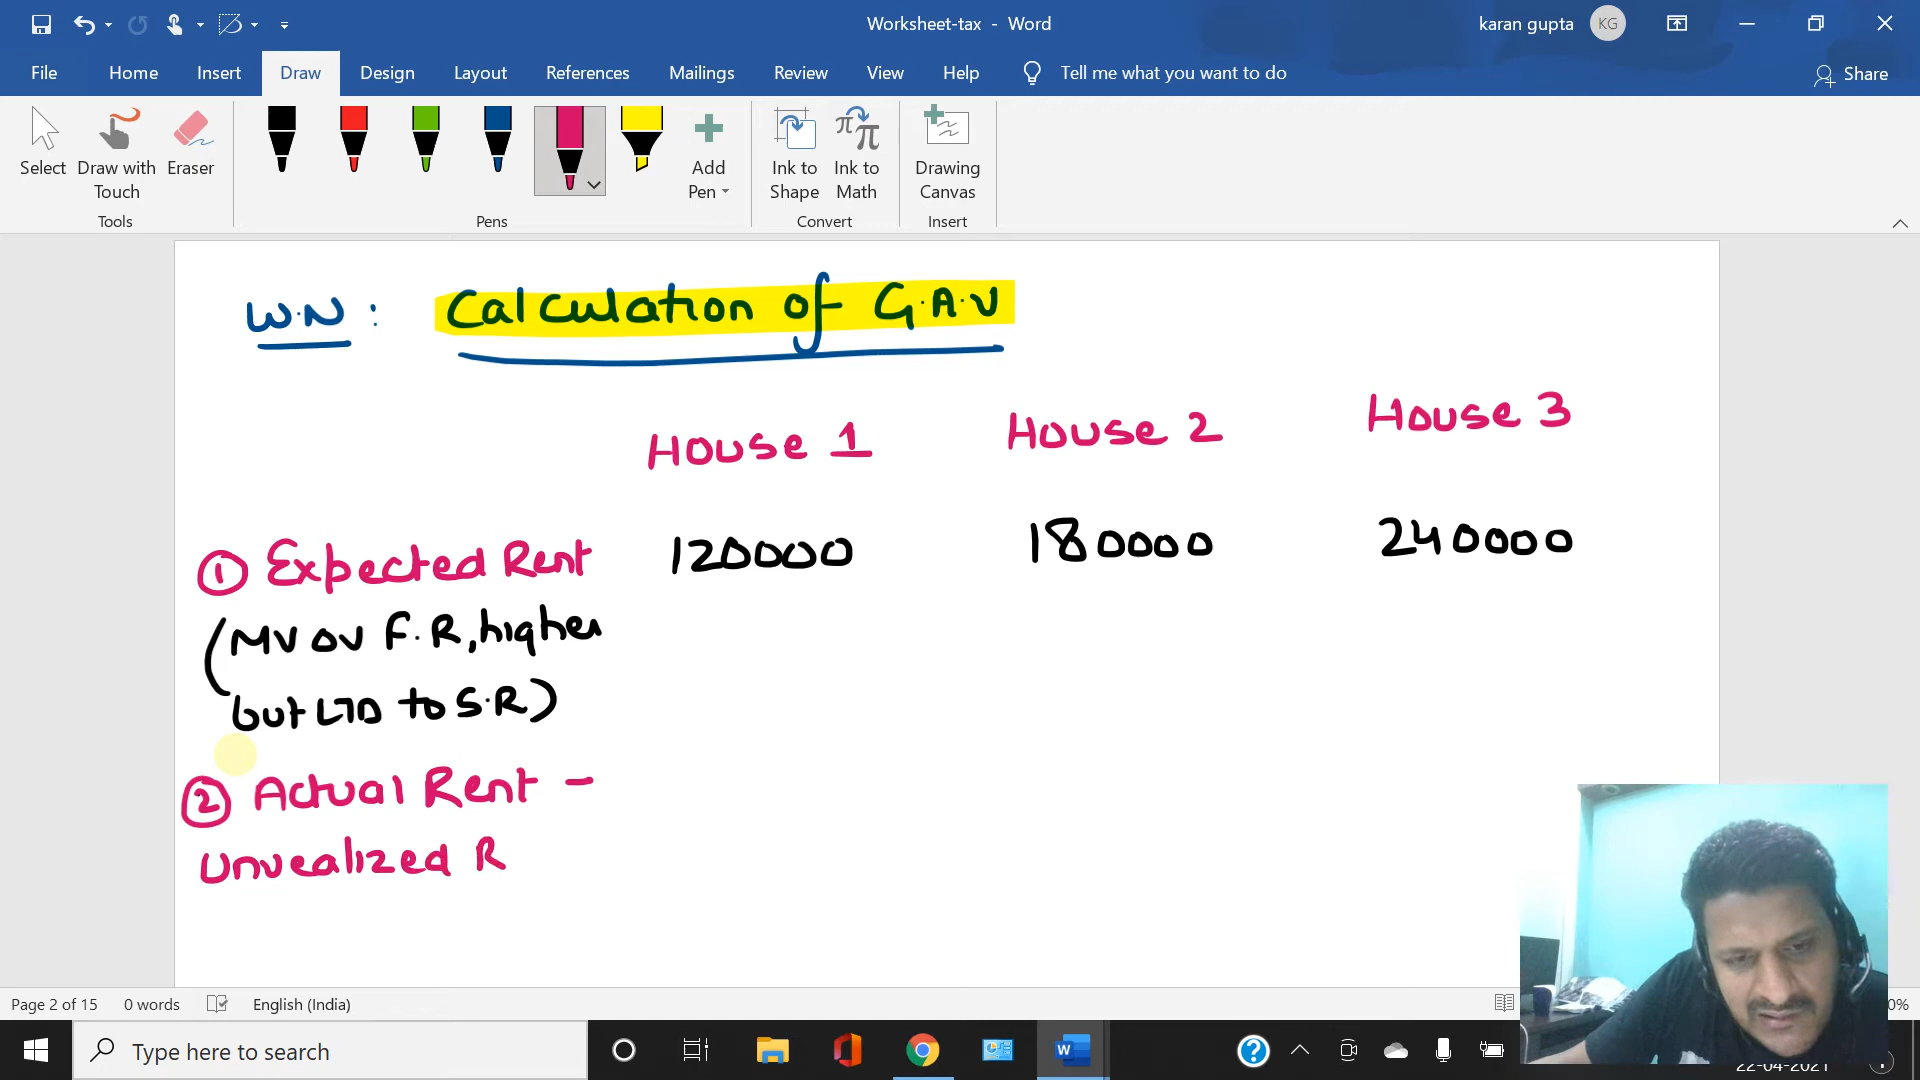 Worksheet-tax - Word
karan gupta KG
File Home Insert Draw Design Layout References Mailings Review View Help Tell me what you want to do Share
Select Draw with Touch Eraser
Add Pen
Ink to Shape Ink to Math
Drawing Canvas
Tools Pens Convert Insert
W.N : Calculation of G.A.V
House 1 House 2 House 3
① Expected Rent 120000 180000 240000
(MV or F.R, higher
but LTD to S.R)
② Actual Rent -
Unrealized R
Page 2 of 15 0 words English (India) 0%
Type here to search
22-04-2021